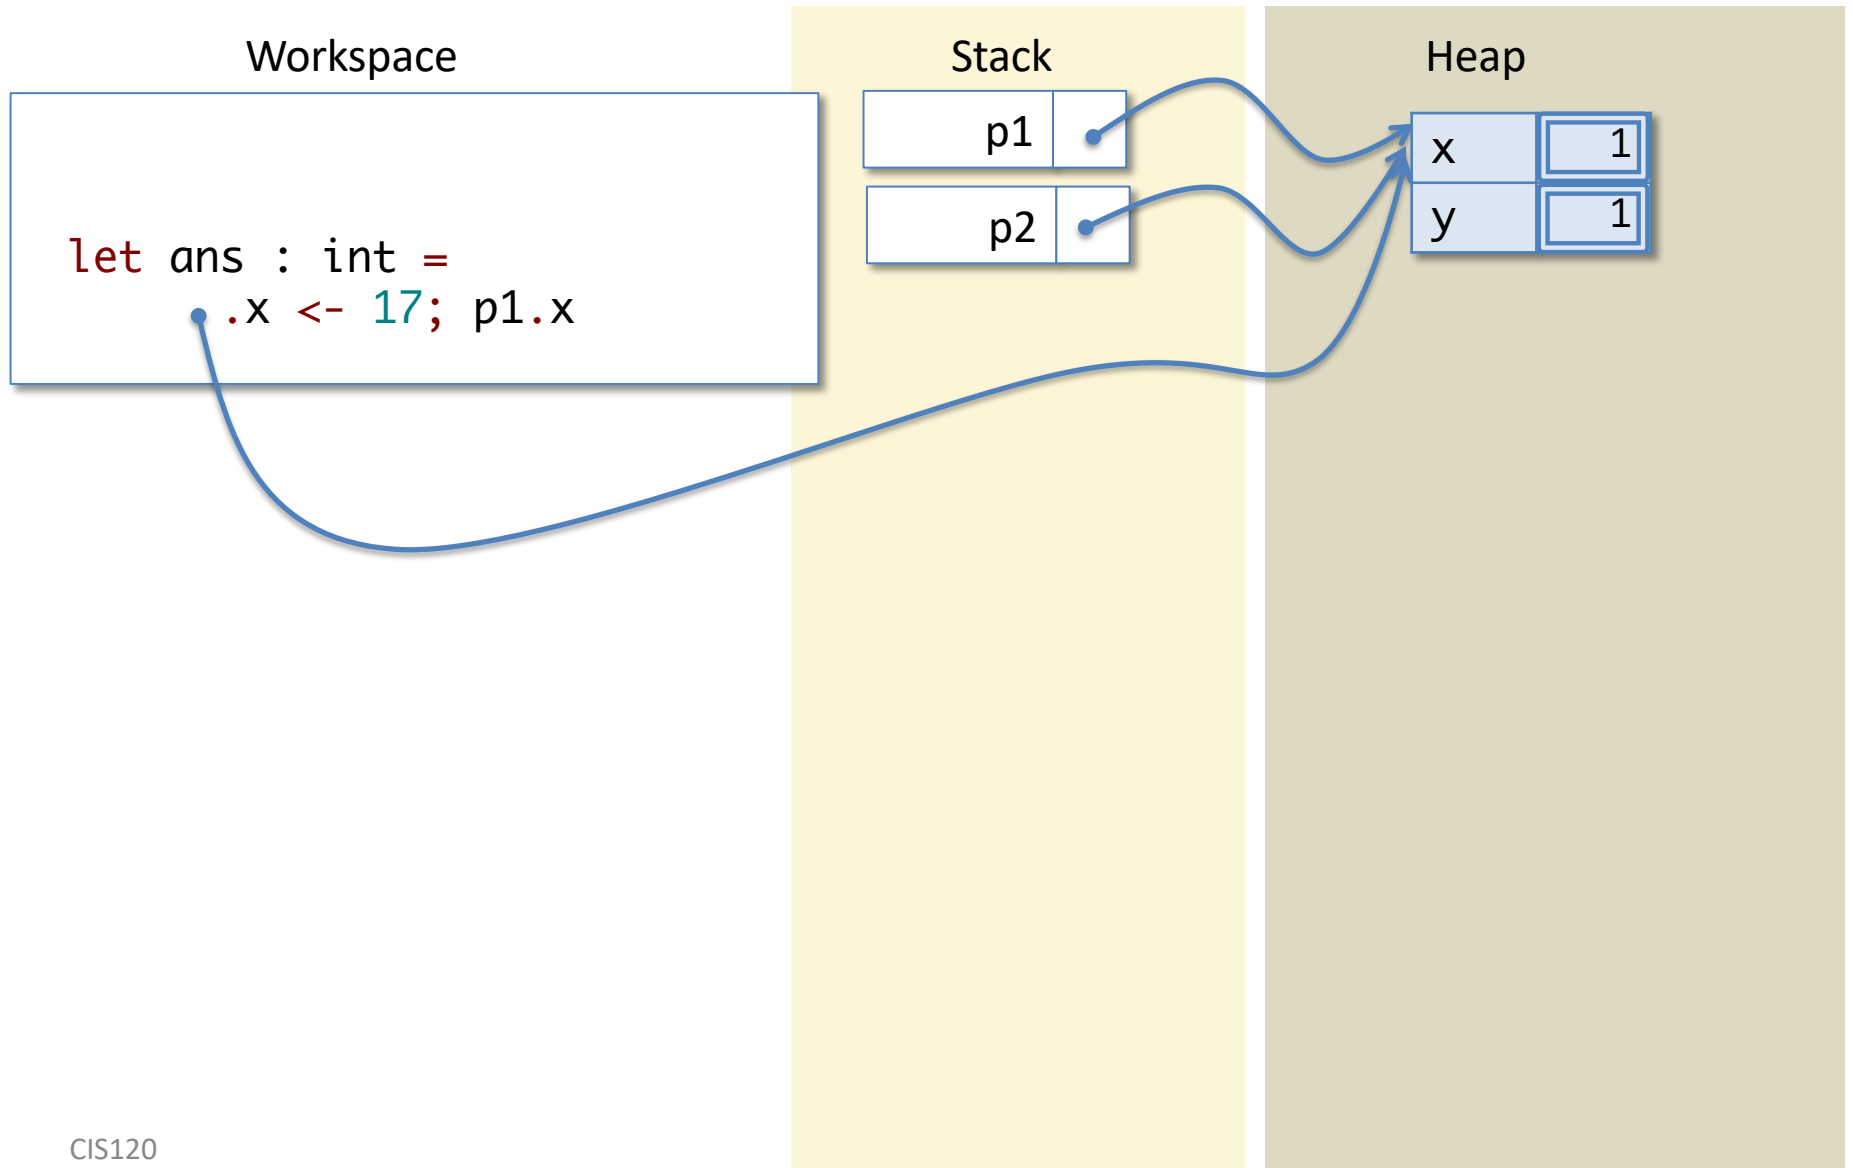 Workspace
Stack
Heap
let ans : int =
.x <- 17; p1.x
p1
p2
x 1
y 1
CIS120